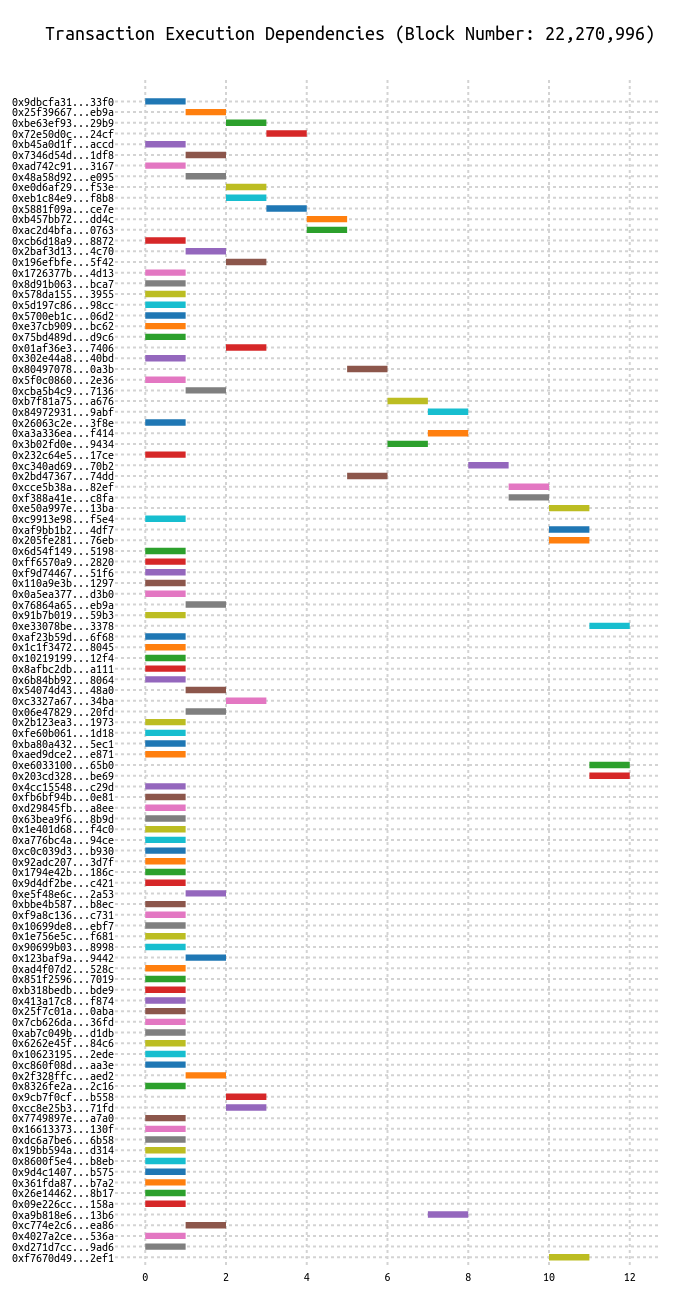 Transaction Execution Dependencies (Block Number: 22,270,996)
0x9dbcfa31...33f0
0x25f39667...eb9a
0xbe63ef93...29b9
0x72e50d0c...24cf
0xb45a0d1f...accd
0x7346d54d...1df8
0xad742c91...3167
0x48a58d92...e095
0xe0d6af29...f53e
0xeb1c84e9...f8b8
0x5881f09a...ce7e
0xb457bb72...dd4c
0xac2d4bfa...0763
0xcb6d18a9...8872
0x2baf3d13...4c70
0x196efbfe...5f42
0x1726377b...4d13
0x8d91b063...bca7
0x578da155...3955
0x5d197c86...98cc
0x5700eb1c...06d2
0xe37cb909...bc62
0x75bd489d...d9c6
0x01af36e3...7406
0x302e44a8...40bd
0x80497078...0a3b
0x5f0c0860...2e36
0xcba5b4c9...7136
0xb7f81a75...a676
0x84972931...9abf
0x26063c2e...3f8e
0xa3a336ea...f414
0x3b02fd0e...9434
0x232c64e5...17ce
0xc340ad69...70b2
0x2bd47367...74dd
0xcce5b38a...82ef
0xf388a41e...c8fa
0xe50a997e...13ba
0xc9913e98...f5e4
0xaf9bb1b2...4df7
0x205fe281...76eb
0x6d54f149...5198
0xff6570a9...2820
0xf9d74467...51f6
0x110a9e3b...1297
0x0a5ea377...d3b0
0x76864a65...eb9a
0x91b7b019...59b3
0xe33078be...3378
0xaf23b59d...6f68
0x1c1f3472...8045
0x10219199...12f4
0x8afbc2db...a111
0x6b84bb92...8064
0x54074d43...48a0
0xc3327a67...34ba
0x06e47829...20fd
0x2b123ea3...1973
0xfe60b061...1d18
0xba80a432...5ec1
0xaed9dce2...e871
0xe6033100...65b0
0x203cd328...be69
0x4cc15548...c29d
0xfb6bf94b...0e81
0xd29845fb...a8ee
0x63bea9f6...8b9d
0x1e401d68...f4c0
0xa776bc4a...94ce
0xc0c039d3...b930
0x92adc207...3d7f
0x1794e42b...186c
0x9d4df2be...c421
0xe5f48e6c...2a53
0xbbe4b587...b8ec
0xf9a8c136...c731
0x10699de8...ebf7
0x1e756e5c...f681
0x90699b03...8998
0x123baf9a...9442
0xad4f07d2...528c
0x851f2596...7019
0xb318bedb...bde9
0x413a17c8...f874
0x25f7c01a...0aba
0x7cb626da...36fd
0xab7c049b...d1db
0x6262e45f...84c6
0x10623195...2ede
0xc860f08d...aa3e
0x2f328ffc...aed2
0x8326fe2a...2c16
0x9cb7f0cf...b558
0xcc8e25b3...71fd
0x7749897e...a7a0
0x16613373...130f
0xdc6a7be6...6b58
0x19bb594a...d314
0x8600f5e4...b8eb
0x9d4c1407...b575
0x361fda87...b7a2
0x26e14462...8b17
0x09e226cc...158a
0xa9b818e6...13b6
0xc774e2c6...ea86
0x4027a2ce...536a
0xd271d7cc...9ad6
0xf7670d49...2ef1
0 2 4 6 8 10 12